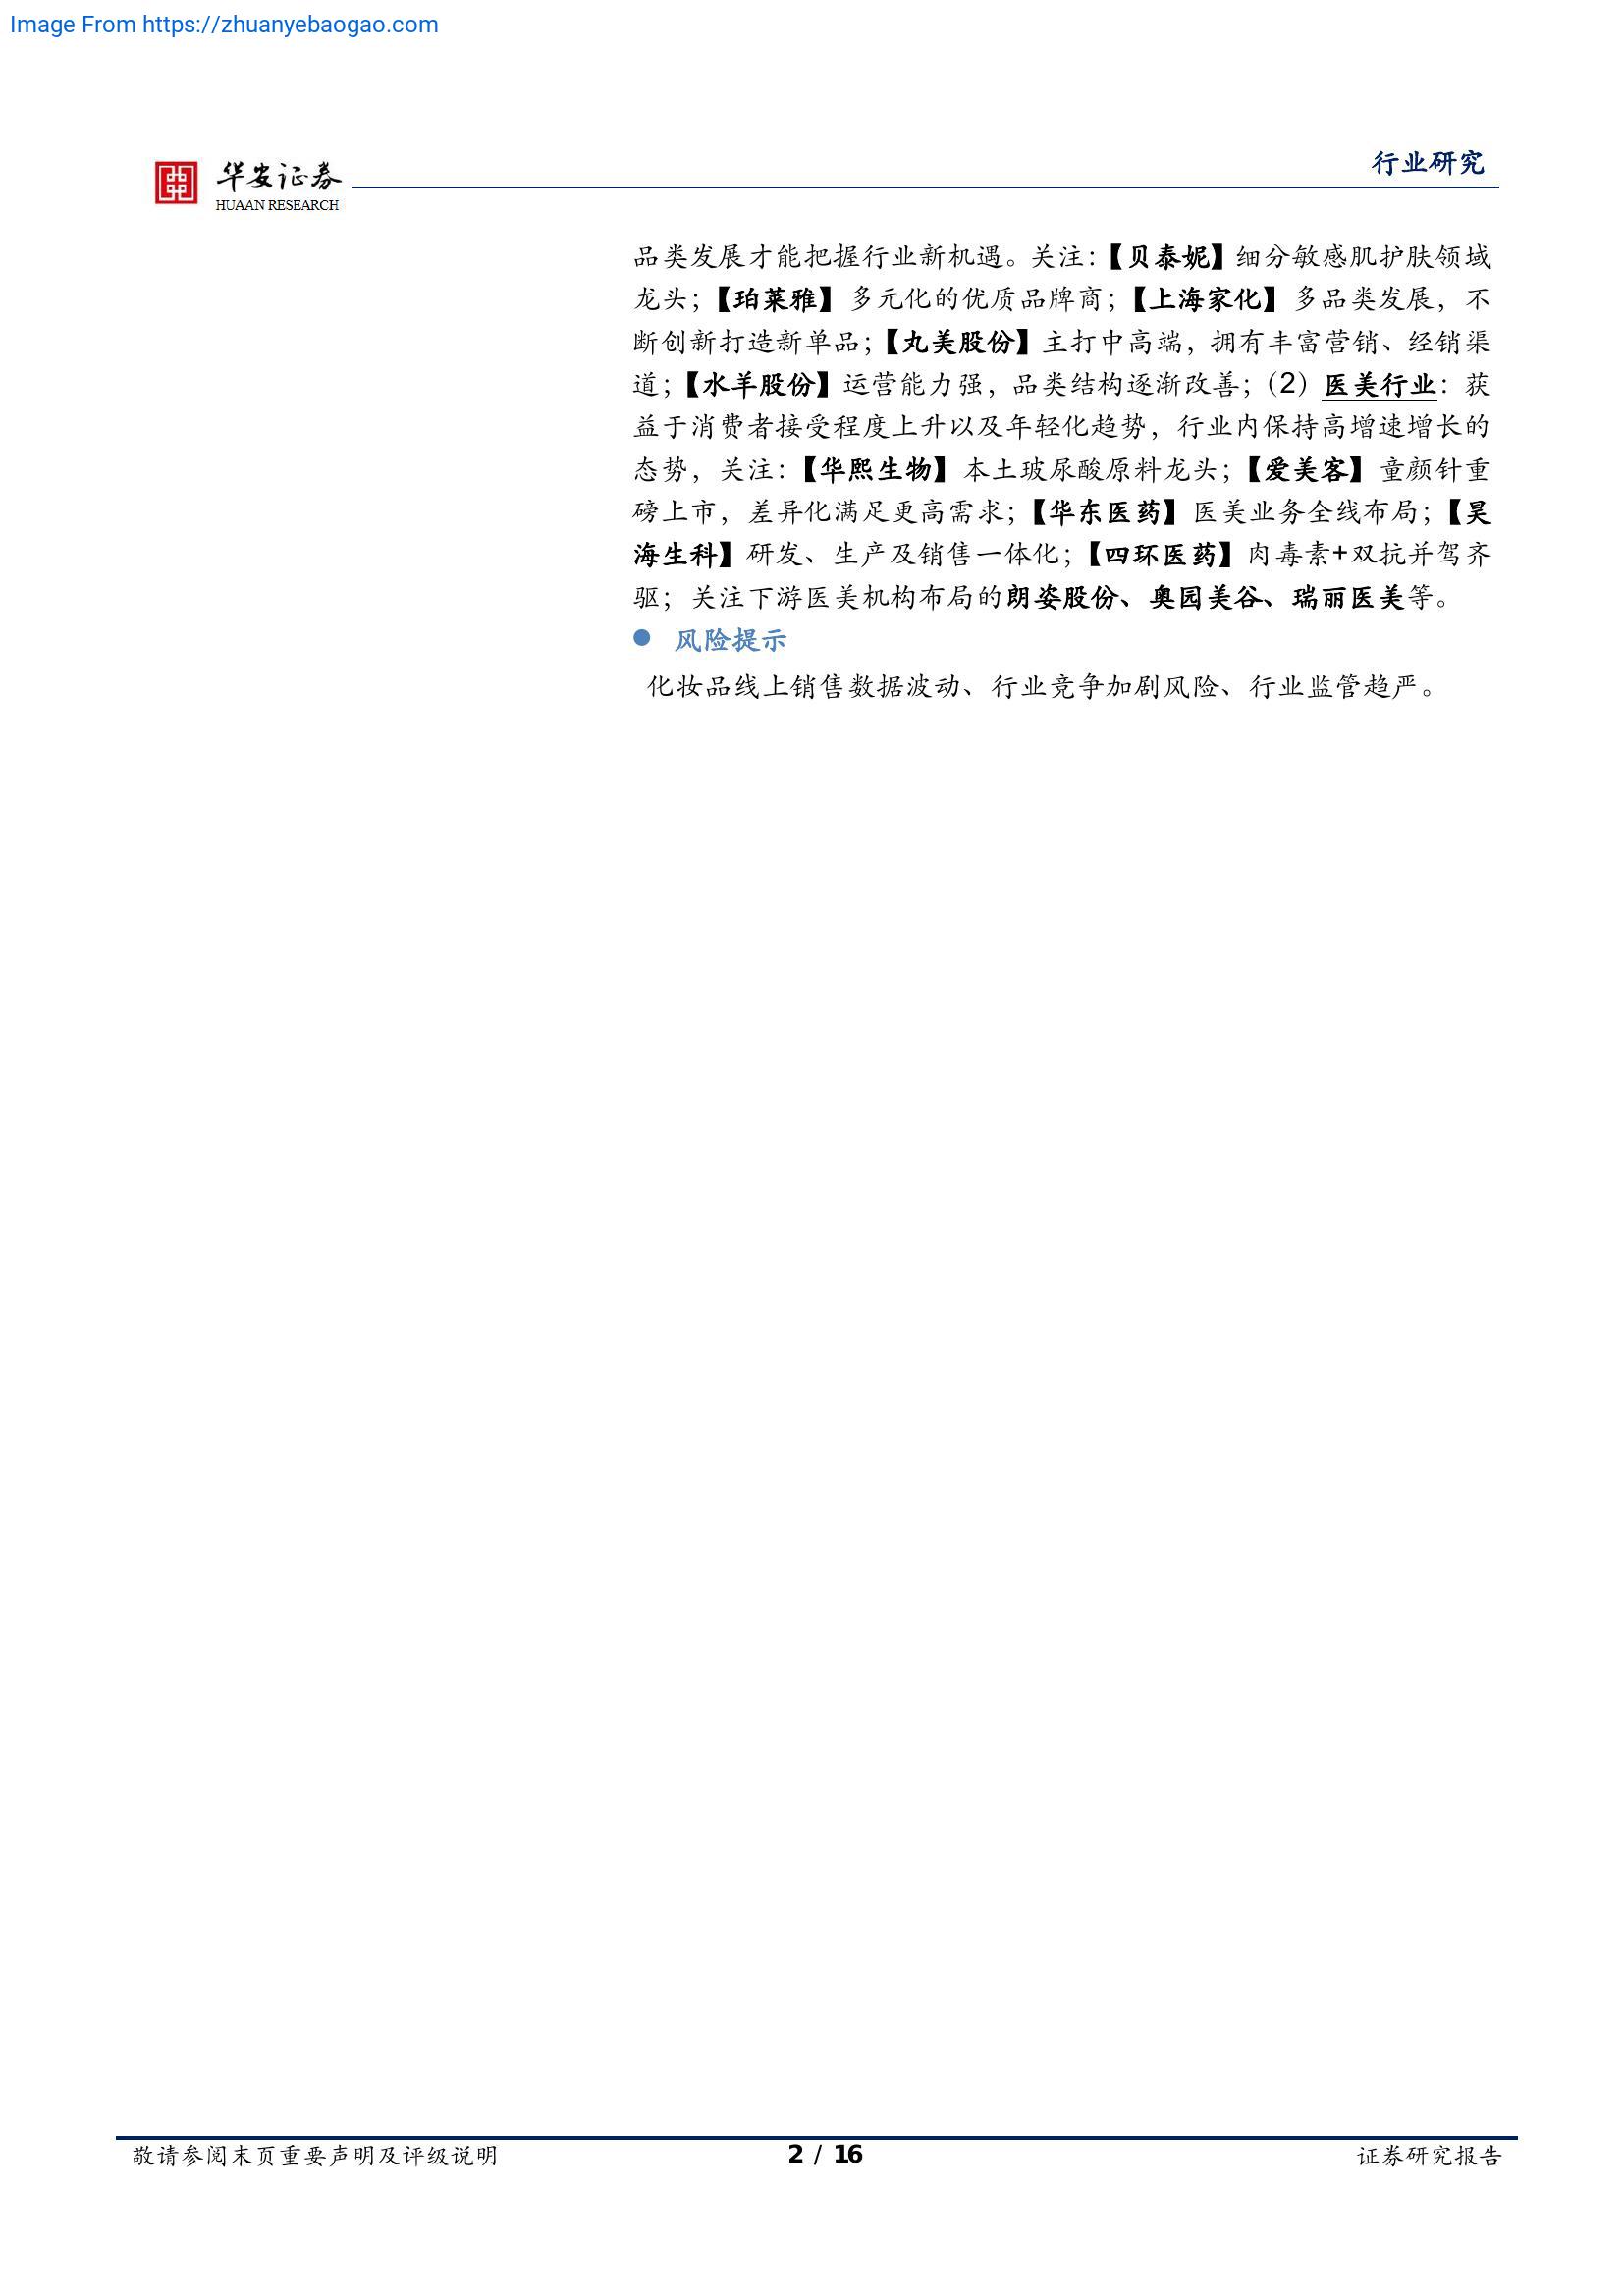 Image From https://zhuanyebaogao.com
华安证券
HUAAN RESEARCH
行业研究
品类发展才能把握行业新机遇。关注：【贝泰妮】细分敏感肌护肤领域
龙头；【珀莱雅】多元化的优质品牌商；【上海家化】多品类发展，不
断创新打造新单品；【丸美股份】主打中高端，拥有丰富营销、经销渠
道；【水羊股份】运营能力强，品类结构逐渐改善；（2）医美行业：获
益于消费者接受程度上升以及年轻化趋势，行业内保持高增速增长的
态势，关注：【华熙生物】本土玻尿酸原料龙头；【爱美客】童颜针重
磅上市，差异化满足更高需求；【华东医药】医美业务全线布局；【昊
海生科】研发、生产及销售一体化；【四环医药】肉毒素+双抗并驾齐
驱；关注下游医美机构布局的朗姿股份、奥园美谷、瑞丽医美等。
● 风险提示
化妆品线上销售数据波动、行业竞争加剧风险、行业监管趋严。
敬请参阅末页重要声明及评级说明
2 / 16
证券研究报告